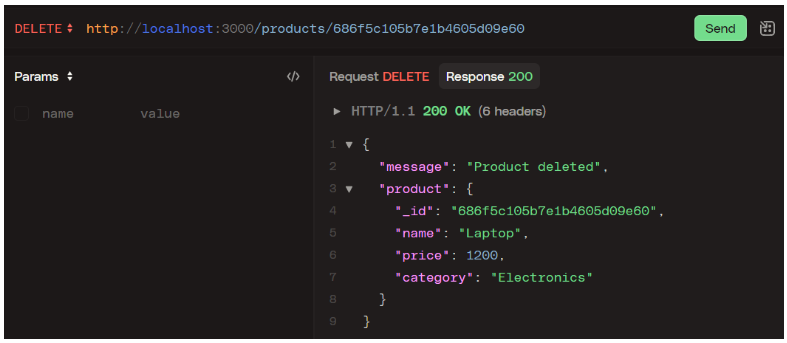 DELETE http://localhost:3000/products/686f5c105b7e1b4605d09e60 Send
Params
name value
Request DELETE Response 200
HTTP/1.1 200 OK (6 headers)
1 {
2 "message": "Product deleted",
3 "product": {
4 "_id": "686f5c105b7e1b4605d09e60",
5 "name": "Laptop",
6 "price": 1200,
7 "category": "Electronics"
8 }
9 }